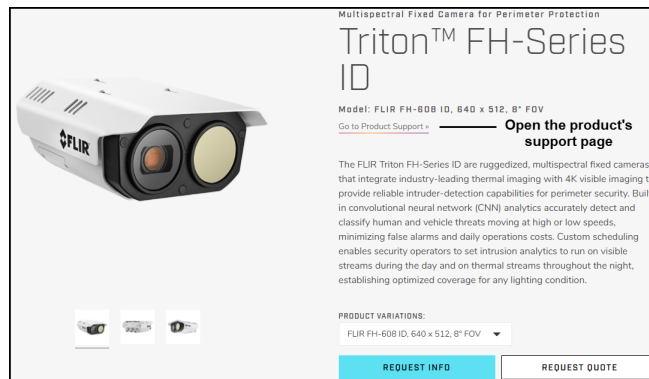 Multispectral Fixed Camera for Perimeter Protection
Triton™ FH-Series
ID
Model: FLIR FH-608 ID, 640 x 512, 8° FOV
Go to Product Support »
Open the product's
support page
The FLIR Triton FH-Series ID are ruggedized, multispectral fixed cameras
that integrate industry-leading thermal imaging with 4K visible imaging t
provide reliable intruder-detection capabilities for perimeter security. Buil
in convolutional neural network (CNN) analytics accurately detect and
classify human and vehicle threats moving at high or low speeds,
minimizing false alarms and daily operations costs. Custom scheduling
enables security operators to set intrusion analytics to run on visible
streams during the day and on thermal streams throughout the night,
establishing optimized coverage for any lighting condition.
PRODUCT VARIATIONS:
FLIR FH-608 ID, 640 x 512, 8° FOV
REQUEST INFO
REQUEST QUOTE
FLIR